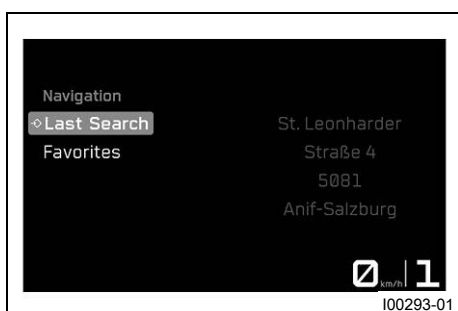 Navigation
Last Search
Favorites
St. Leonharder
Straße 4
5081
Anif-Salzburg
0 km/h 1
I00293-01